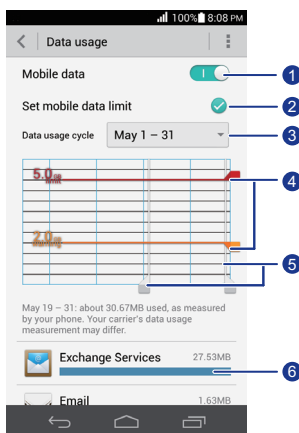 100% 8:08 PM
Data usage
Mobile data
1
Set mobile data limit
2
Data usage cycle May 1 – 31
3
5.0
4
2.0
5
May 19 – 31: about 30.67MB used, as measured
by your phone. Your carrier's data usage
measurement may differ.
Exchange Services 27.53MB
6
Email 1.63MB